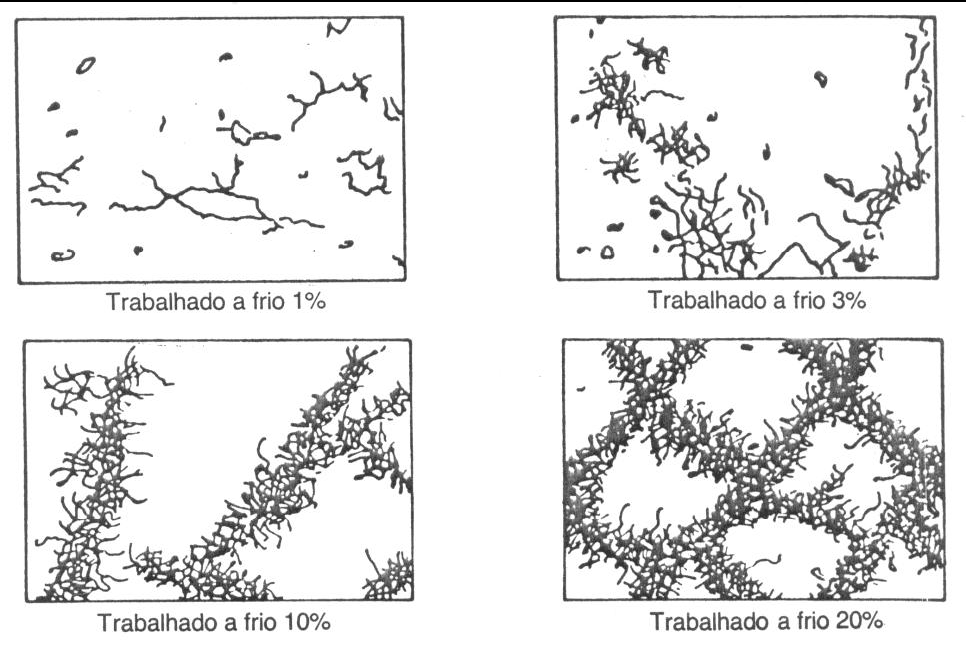 Trabalhado a frio 1%
Trabalhado a frio 3%
Trabalhado a frio 10%
Trabalhado a frio 20%